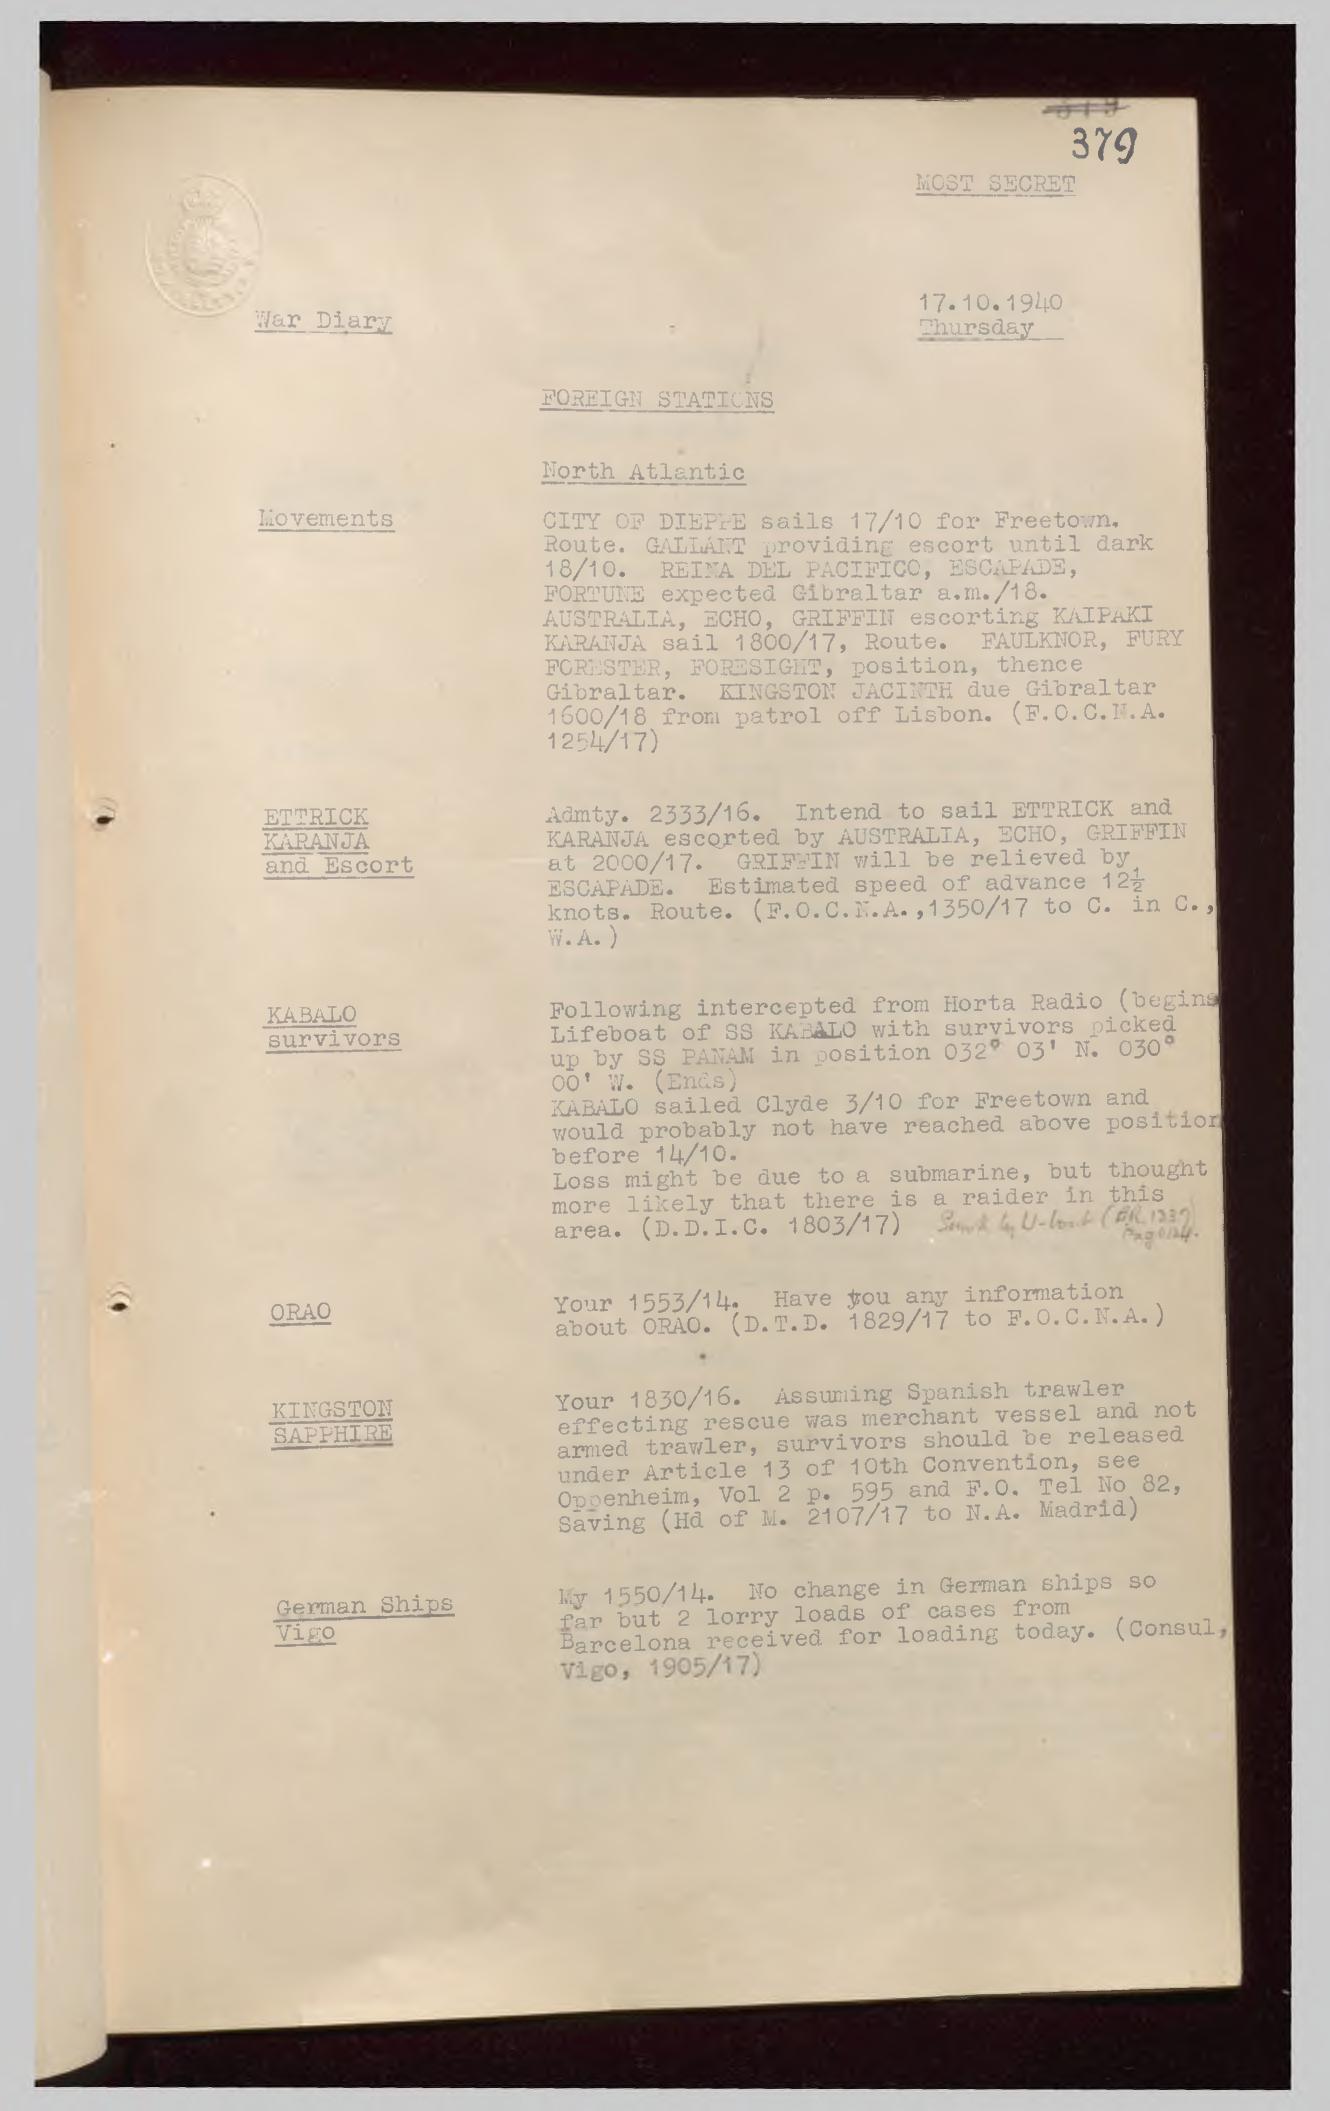 379
MOST SECRET
17.10.1940
War Diary
Thursday
FOREIGN STATIONS
North Atlantic
Movements
CITY OF DIEPPE sails 17/10 for Freetown.
Route. GALLANT providing escort until dark
18/10. REINA DEL PACIFICO, ESCAPADE,
FORTUNE expected Gibraltar a.m./18.
AUSTRALIA, ECHO, GRIFFIN escorting KAIPAKI
KARANJA sail 1800/17, Route. FAULKNOR, FURY
FORESTER, FORESIGHT, position, thence
Gibraltar. KINGSTON JACINTH due Gibraltar
1600/18 from patrol off Lisbon. (F.O.C.N.A.
1254/17)
ETTRICK
KARANJA
and Escort
Admty. 2333/16. Intend to sail ETTRICK and
KARANJA escorted by AUSTRALIA, ECHO, GRIFFIN
at 2000/17. GRIFFIN will be relieved by
ESCAPADE. Estimated speed of advance 12½
knots. Route. (F.O.C.N.A.,1350/17 to C. in C.,
W.A.)
KABALO
survivors
Following intercepted from Horta Radio (begins
Lifeboat of SS KABALO with survivors picked
up by SS PANAM in position 032° 03' N. 030°
00' W. (Ends)
KABALO sailed Clyde 3/10 for Freetown and
would probably not have reached above position
before 14/10.
Loss might be due to a submarine, but thought
more likely that there is a raider in this
area. (D.D.I.C. 1803/17) Sunk by U-boat (BR.1337
Page 124.
ORAO
Your 1553/14. Have you any information
about ORAO. (D.T.D. 1829/17 to F.O.C.N.A.)
KINGSTON
SAPPHIRE
Your 1830/16. Assuming Spanish trawler
effecting rescue was merchant vessel and not
armed trawler, survivors should be released
under Article 13 of 10th Convention, see
Oppenheim, Vol 2 p. 595 and F.O. Tel No 82,
Saving (Hd of M. 2107/17 to N.A. Madrid)
German Ships
Vigo
My 1550/14. No change in German ships so
far but 2 lorry loads of cases from
Barcelona received for loading today. (Consul,
Vigo, 1905/17)